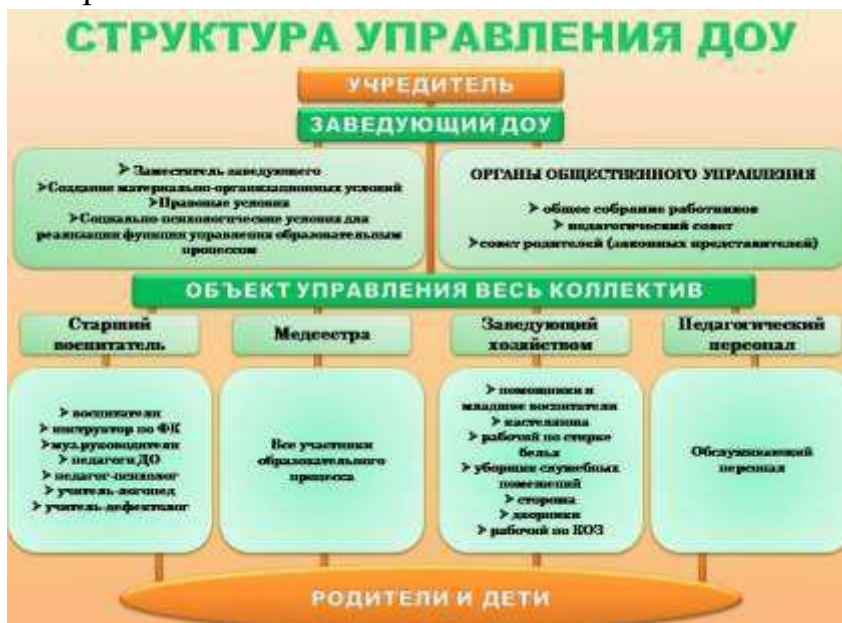 СТРУКТУРА УПРАВЛЕНИЯ ДОУ
УЧРЕДИТЕЛЬ
ЗАВЕДУЮЩИЙ ДОУ
➤ Заместитель заведующего
➤Создание материально-организационных условий
➤Правовые условия
➤Социально-психологические условия для
реализации функции управления образовательным
процессом
ОРГАНЫ ОБЩЕСТВЕННОГО УПРАВЛЕНИЯ
➤ общее собрание работников
➤ педагогический совет
➤совет родителей (законных представителей)
ОБЪЕКТ УПРАВЛЕНИЯ ВЕСЬ КОЛЛЕКТИВ
Старший
воспитатель
Медсестра
Заведующий
хозяйством
Педагогический
персонал
➤ воспитатели
➤ инструктор по ФК
➤муз.руководители
➤ педагоги ДО
➤ педагог-психолог
➤ учитель-логопед
➤ учитель-дефектолог
Все участники
образовательного
процесса
➤ помощники и
младшие воспитатели
➤ кастелянша
➤ рабочий по стирке
белья
➤ уборщик служебных
помещений
➤ сторожа
➤ дворники
➤ рабочий по КОЗ
Обслуживающий
персонал
РОДИТЕЛИ И ДЕТИ